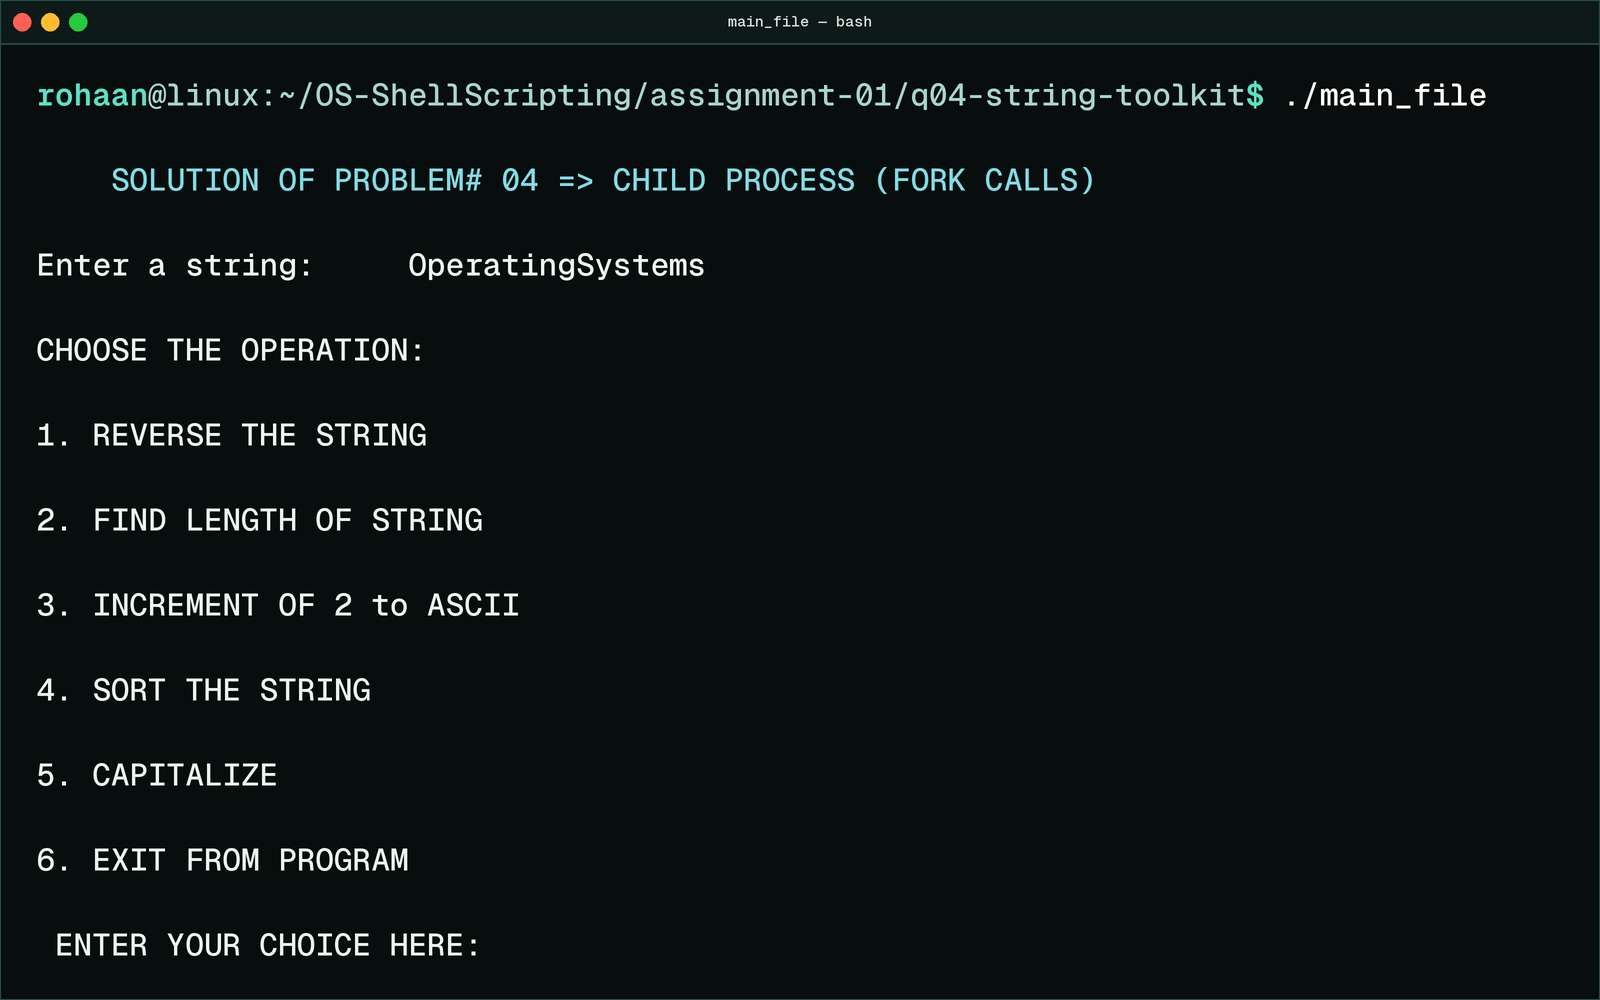 main_file — bash
rohaan@linux:~/OS-ShellScripting/assignment-01/q04-string-toolkit$ ./main_file
SOLUTION OF PROBLEM# 04 => CHILD PROCESS (FORK CALLS)
Enter a string:     OperatingSystems
CHOOSE THE OPERATION:
1. REVERSE THE STRING
2. FIND LENGTH OF STRING
3. INCREMENT OF 2 to ASCII
4. SORT THE STRING
5. CAPITALIZE
6. EXIT FROM PROGRAM
ENTER YOUR CHOICE HERE: